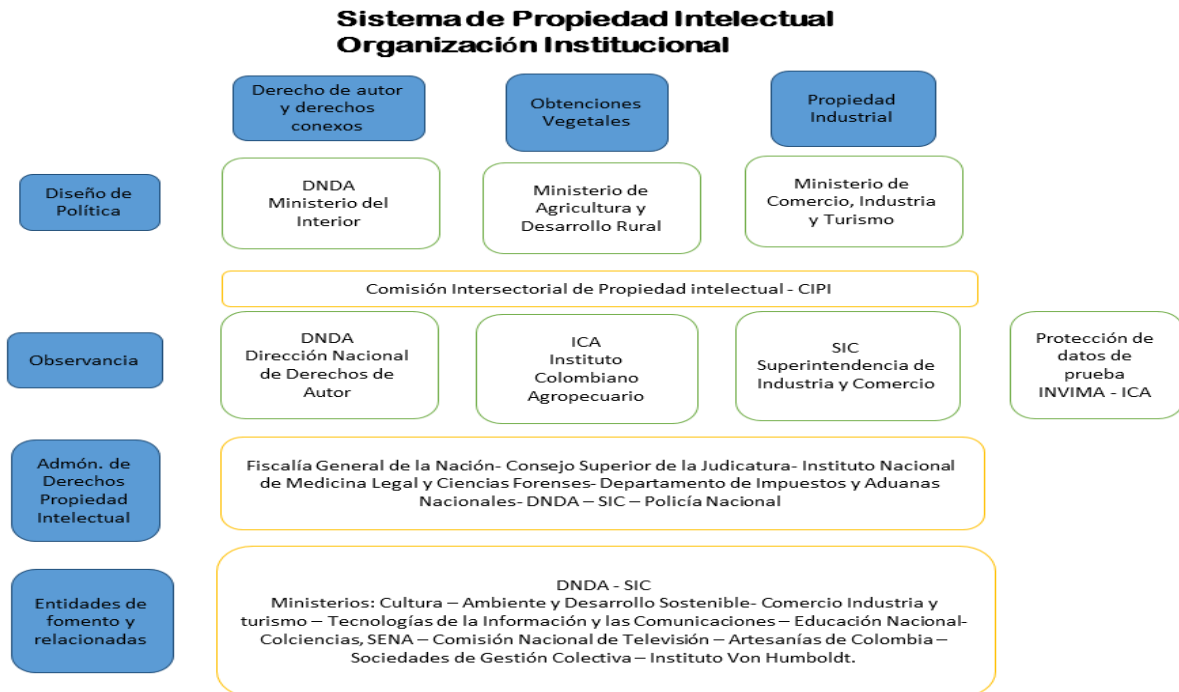 Sistema de Propiedad Intelectual
Organización Institucional
Derecho de autor
y derechos
conexos
Obtenciones
Vegetales
Propiedad
Industrial
Diseño de
Política
DNDA
Ministerio del
Interior
Ministerio de
Agricultura y
Desarrollo Rural
Ministerio de
Comercio, Industria
y Turismo
Comisión Intersectorial de Propiedad intelectual - CIPI
Observancia
DNDA
Dirección Nacional
de Derechos de
Autor
ICA
Instituto
Colombiano
Agropecuario
SIC
Superintendencia de
Industria y Comercio
Protección de
datos de
prueba
INVIMA - ICA
Admón. de
Derechos
Propiedad
Intelectual
Fiscalía General de la Nación- Consejo Superior de la Judicatura- Instituto Nacional
de Medicina Legal y Ciencias Forenses- Departamento de Impuestos y Aduanas
Nacionales- DNDA – SIC – Policía Nacional
Entidades de
fomento y
relacionadas
DNDA - SIC
Ministerios: Cultura – Ambiente y Desarrollo Sostenible- Comercio Industria y
turismo – Tecnologías de la Información y las Comunicaciones – Educación Nacional-
Colciencias, SENA – Comisión Nacional de Televisión – Artesanías de Colombia –
Sociedades de Gestión Colectiva – Instituto Von Humboldt.